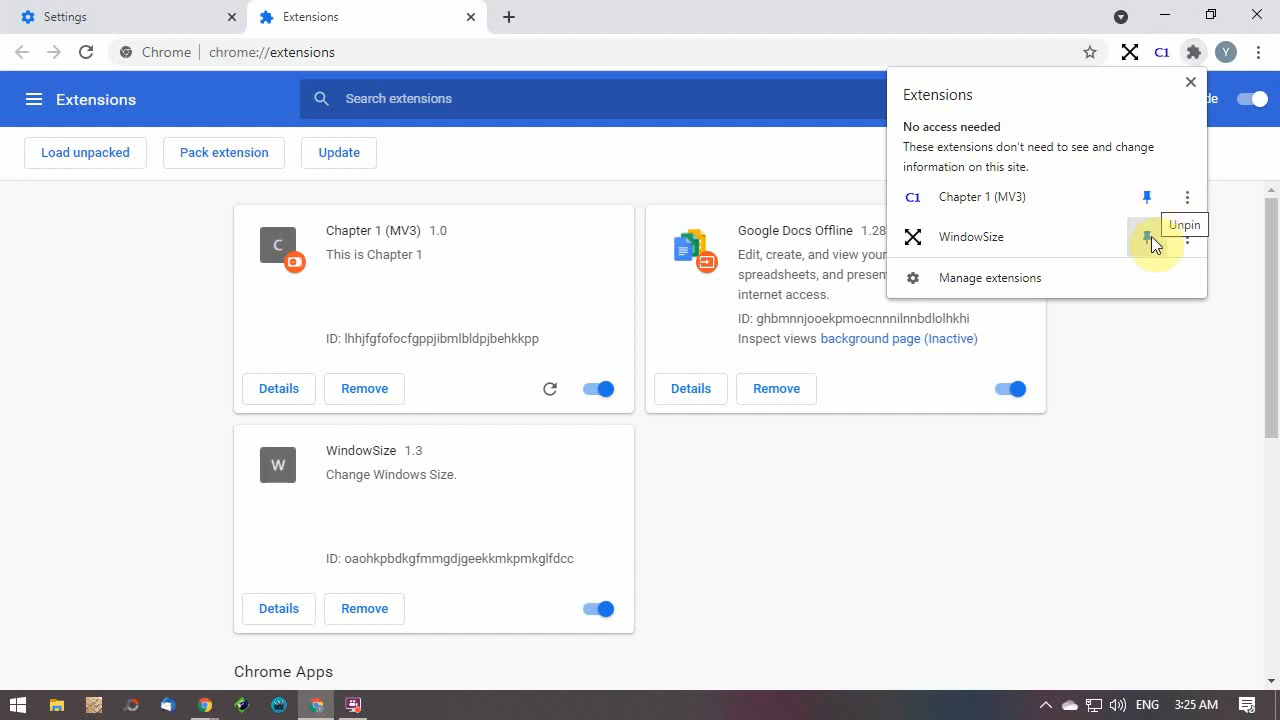 Settings
Extensions
Chrome
chrome://extensions
C1
Y
Extensions
Search extensions
de
Load unpacked
Pack extension
Update
Extensions
No access needed
These extensions don't need to see and change
information on this site.
C1 Chapter 1 (MV3)
Unpin
WindowSize
Manage extensions
C
Chapter 1 (MV3) 1.0
This is Chapter 1
ID: lhhjfgfofocfgppjibmlbldpjbehkkpp
Details
Remove
Google Docs Offline 1.28
Edit, create, and view your
spreadsheets, and present
internet access.
ID: ghbmnnjooekpmoecnnnilnnbdlolhkhi
Inspect views background page (Inactive)
Details
Remove
W
WindowSize 1.3
Change Windows Size.
ID: oaohkpbdkgfmmgdjgeekkmkpmkglfdcc
Details
Remove
Chrome Apps
ENG
3:25 AM